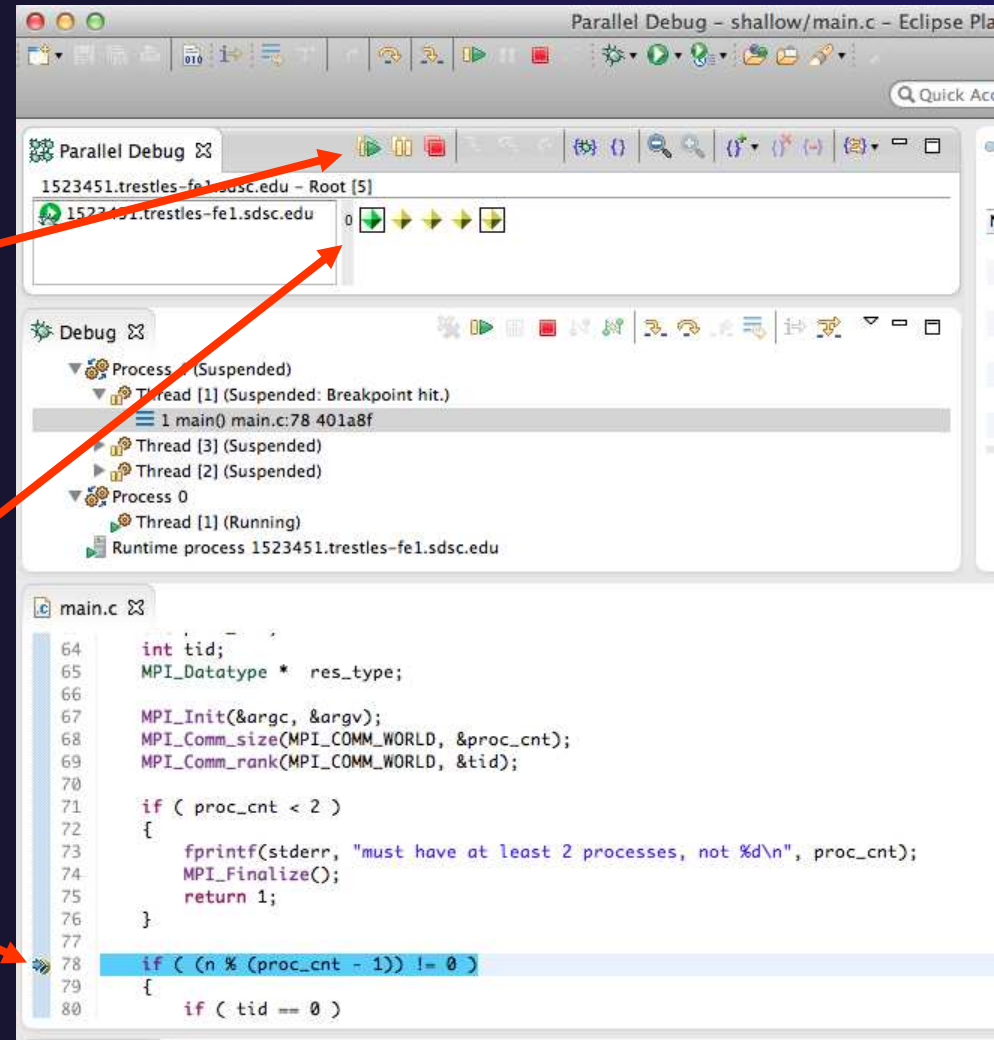 Parallel Debug - shallow/main.c - Eclipse Pla
010
Quick Acc
Parallel Debug
1523451.trestles-fe1.sdsc.edu - Root [5]
1523451.trestles-fe1.sdsc.edu
0
Debug
Process 4 (Suspended)
Thread [1] (Suspended: Breakpoint hit.)
1 main() main.c:78 401a8f
Thread [3] (Suspended)
Thread [2] (Suspended)
Process 0
Thread [1] (Running)
Runtime process 1523451.trestles-fe1.sdsc.edu
main.c
64 int tid;
65 MPI_Datatype * res_type;
66
67 MPI_Init(&argc, &argv);
68 MPI_Comm_size(MPI_COMM_WORLD, &proc_cnt);
69 MPI_Comm_rank(MPI_COMM_WORLD, &tid);
70
71 if ( proc_cnt < 2 )
72 {
73 fprintf(stderr, "must have at least 2 processes, not %d\n", proc_cnt);
74 MPI_Finalize();
75 return 1;
76 }
77
78 if ( (n % (proc_cnt - 1)) != 0 )
79 {
80 if ( tid == 0 )